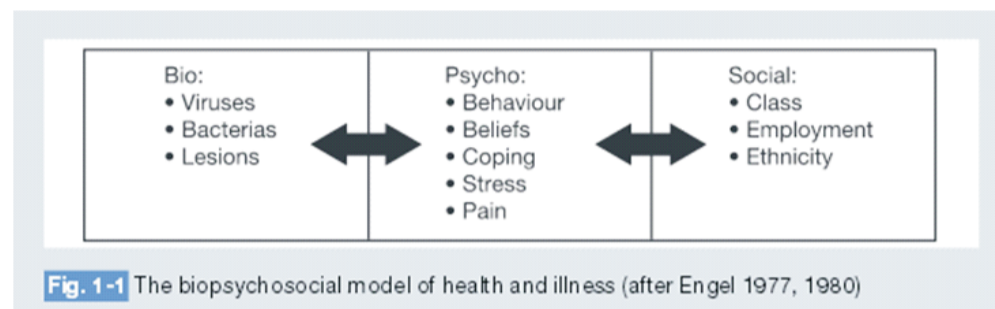 Bio:
• Viruses
• Bacterias
• Lesions
Psycho:
• Behaviour
• Beliefs
• Coping
• Stress
• Pain
Social:
• Class
• Employment
• Ethnicity
Fig. 1-1 The biopsychosocial model of health and illness (after Engel 1977, 1980)